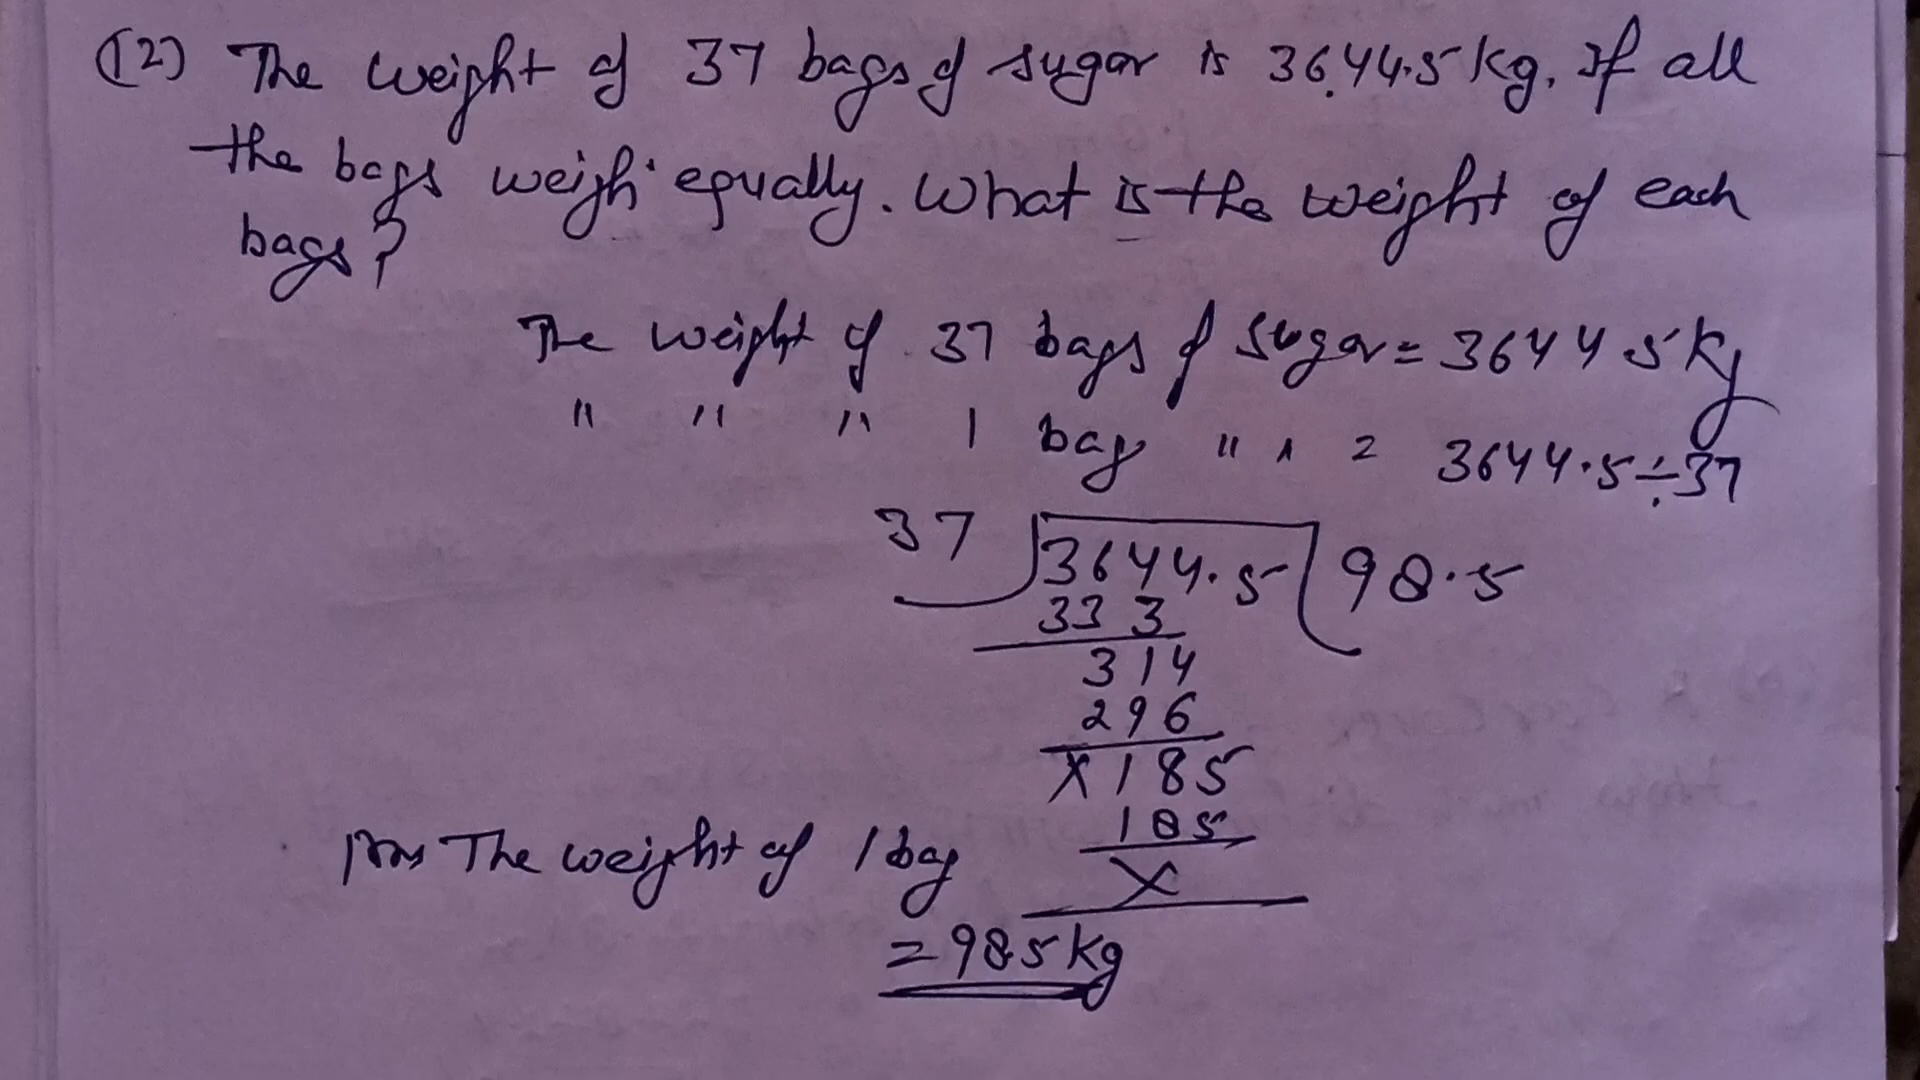 (12) The weight of 37 bags of sugar is 3644.5 kg. If all
the bags weigh equally. What is the weight of each
bags?
The weight of 37 bags of sugar = 3644 5 kg
" " " 1 bag " " = 3644.5 ÷ 37
37 3644.5 98.5
333
314
296
x 185
185
x
Ans The weight of 1 bag
= 985 kg